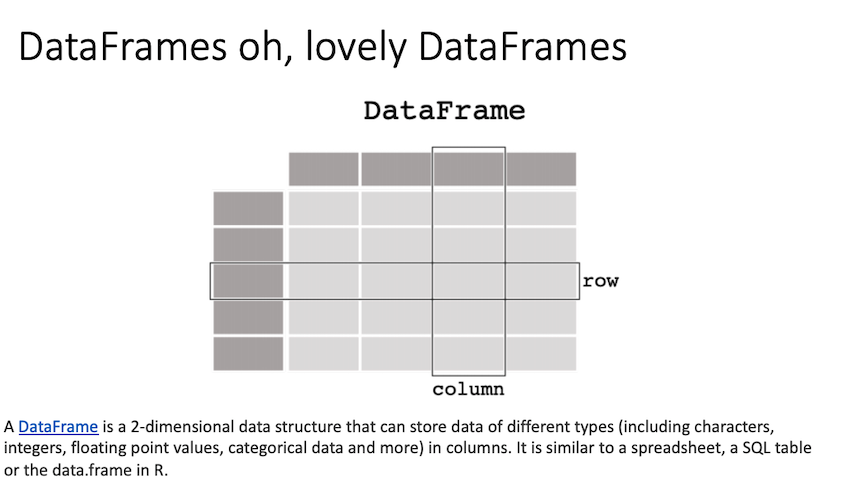 DataFrames oh, lovely DataFrames
DataFrame
row
column
A DataFrame is a 2-dimensional data structure that can store data of different types (including characters,
integers, floating point values, categorical data and more) in columns. It is similar to a spreadsheet, a SQL table
or the data.frame in R.